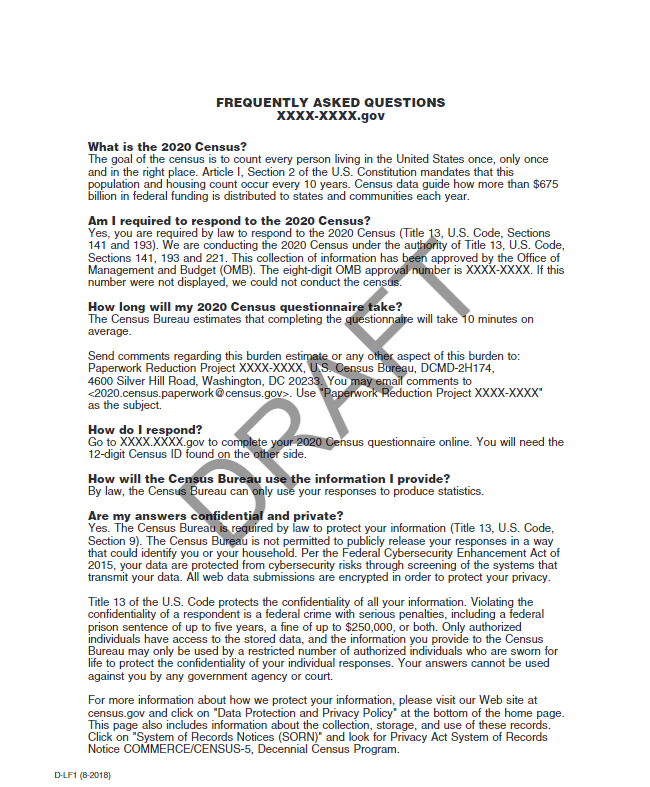 FREQUENTLY ASKED QUESTIONS
XXXX-XXXX.gov
What is the 2020 Census?
The goal of the census is to count every person living in the United States once, only once
and in the right place. Article I, Section 2 of the U.S. Constitution mandates that this
population and housing count occur every 10 years. Census data guide how more than $675
billion in federal funding is distributed to states and communities each year.
Am I required to respond to the 2020 Census?
Yes, you are required by law to respond to the 2020 Census (Title 13, U.S. Code, Sections
141 and 193). We are conducting the 2020 Census under the authority of Title 13, U.S. Code,
Sections 141, 193 and 221. This collection of information has been approved by the Office of
Management and Budget (OMB). The eight-digit OMB approval number is XXXX-XXXX. If this
number were not displayed, we could not conduct the census.
How long will my 2020 Census questionnaire take?
The Census Bureau estimates that completing the questionnaire will take 10 minutes on
average.
Send comments regarding this burden estimate or any other aspect of this burden to:
Paperwork Reduction Project XXXX-XXXX, U.S. Census Bureau, DCMD-2H174,
4600 Silver Hill Road, Washington, DC 20233. You may email comments to
<2020.census.paperwork@census.gov>. Use "Paperwork Reduction Project XXXX-XXXX"
as the subject.
How do I respond?
Go to XXXX.XXXX.gov to complete your 2020 Census questionnaire online. You will need the
12-digit Census ID found on the other side.
How will the Census Bureau use the information I provide?
By law, the Census Bureau can only use your responses to produce statistics.
Are my answers confidential and private?
Yes. The Census Bureau is required by law to protect your information (Title 13, U.S. Code,
Section 9). The Census Bureau is not permitted to publicly release your responses in a way
that could identify you or your household. Per the Federal Cybersecurity Enhancement Act of
2015, your data are protected from cybersecurity risks through screening of the systems that
transmit your data. All web data submissions are encrypted in order to protect your privacy.
Title 13 of the U.S. Code protects the confidentiality of all your information. Violating the
confidentiality of a respondent is a federal crime with serious penalties, including a federal
prison sentence of up to five years, a fine of up to $250,000, or both. Only authorized
individuals have access to the stored data, and the information you provide to the Census
Bureau may only be used by a restricted number of authorized individuals who are sworn for
life to protect the confidentiality of your individual responses. Your answers cannot be used
against you by any government agency or court.
For more information about how we protect your information, please visit our Web site at
census.gov and click on "Data Protection and Privacy Policy" at the bottom of the home page.
This page also includes information about the collection, storage, and use of these records.
Click on "System of Records Notices (SORN)" and look for Privacy Act System of Records
Notice COMMERCE/CENSUS-5, Decennial Census Program.
D-LF1 (8-2018)
DRAFT